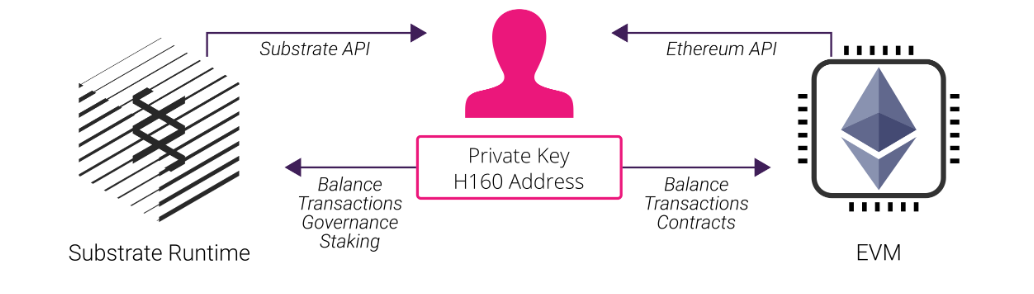 Substrate API
Ethereum API
Private Key
H160 Address
Balance
Transactions
Governance
Staking
Balance
Transactions
Contracts
Substrate Runtime
EVM